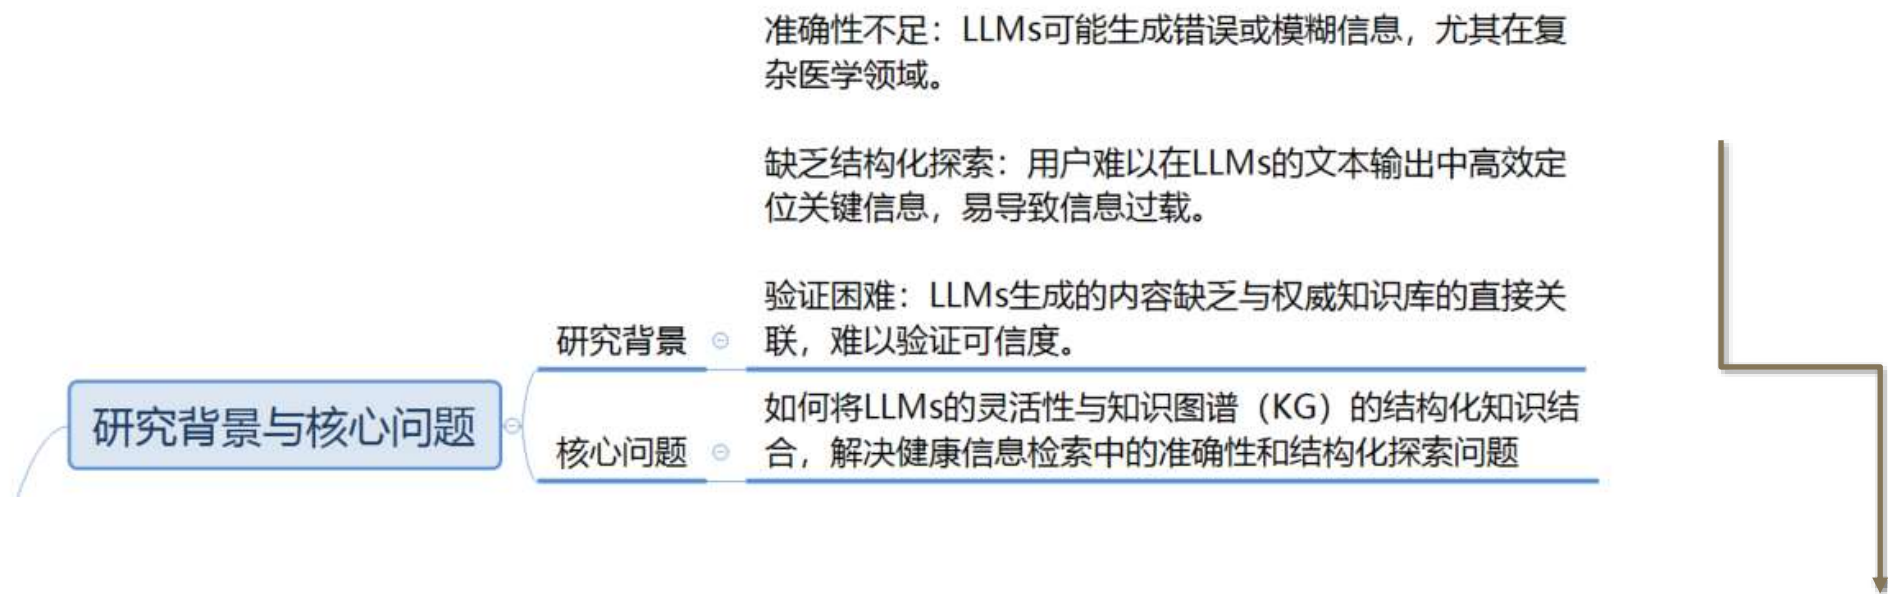 准确性不足：LLMs可能生成错误或模糊信息，尤其在复
杂医学领域。
缺乏结构化探索：用户难以在LLMs的文本输出中高效定
位关键信息，易导致信息过载。
验证困难：LLMs生成的内容缺乏与权威知识库的直接关
联，难以验证可信度。
研究背景
研究背景与核心问题
核心问题
如何将LLMs的灵活性与知识图谱（KG）的结构化知识结
合，解决健康信息检索中的准确性和结构化探索问题